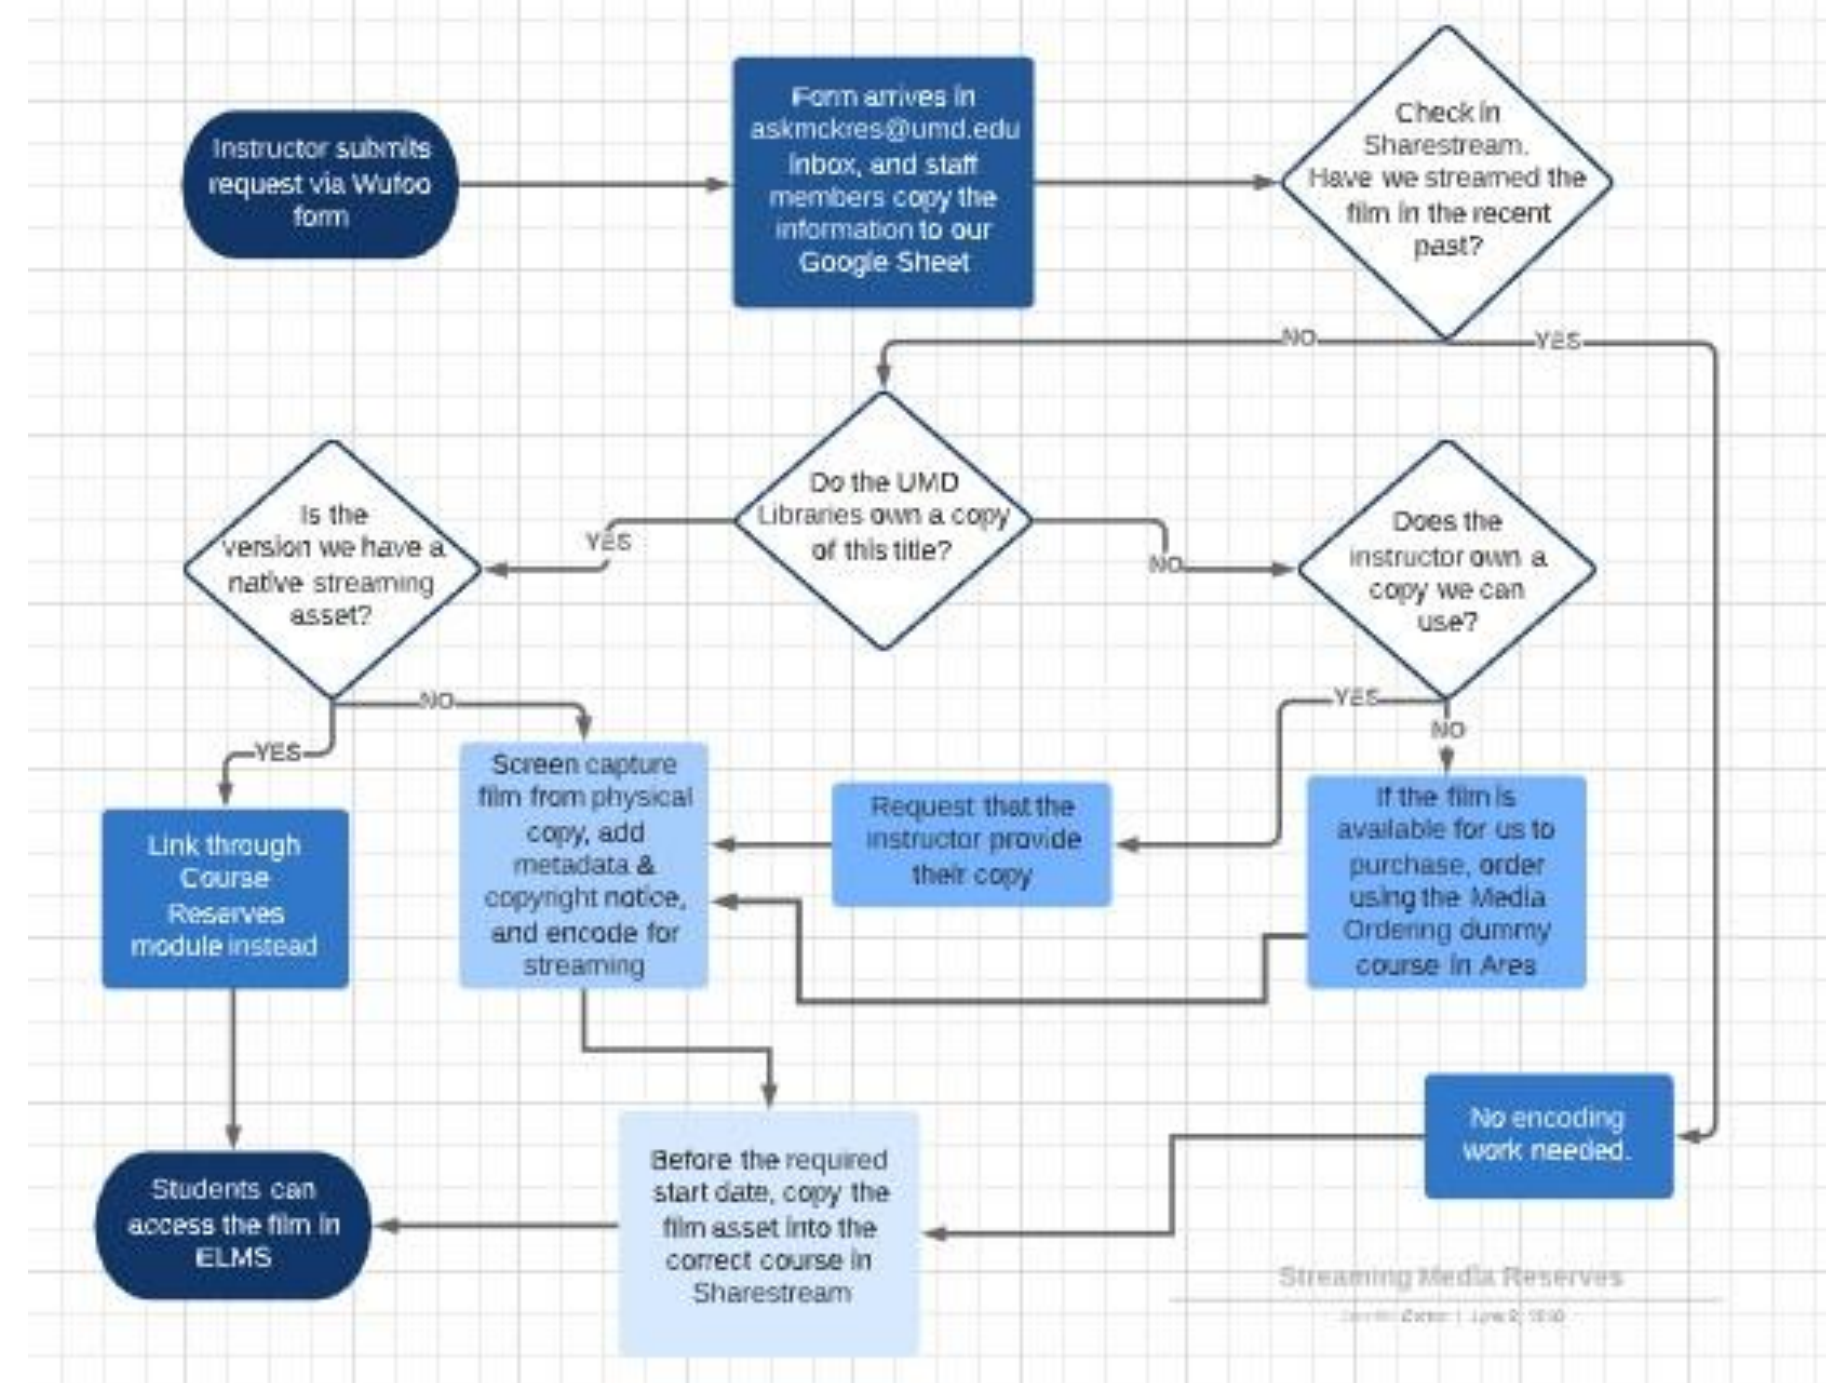 Instructor submits
request via Wufoo
form
Form arrives in
askmckres@umd.edu
inbox, and staff
members copy the
information to our
Google Sheet
Check in
Sharestream.
Have we streamed the
film in the recent
past?
NO
YES
Do the UMD
Libraries own a copy
of this title?
YES
NO
Is the
version we have a
native streaming
asset?
Does the
instructor own a
copy we can
use?
NO
YES
YES
NO
Link through
Course
Reserves
module instead
Screen capture
film from physical
copy, add
metadata &
copyright notice,
and encode for
streaming
Request that the
instructor provide
their copy
If the film is
available for us to
purchase, order
using the Media
Ordering dummy
course in Ares
No encoding
work needed.
Before the required
start date, copy the
film asset into the
correct course in
Sharestream
Students can
access the film in
ELMS
Streaming Media Reserves